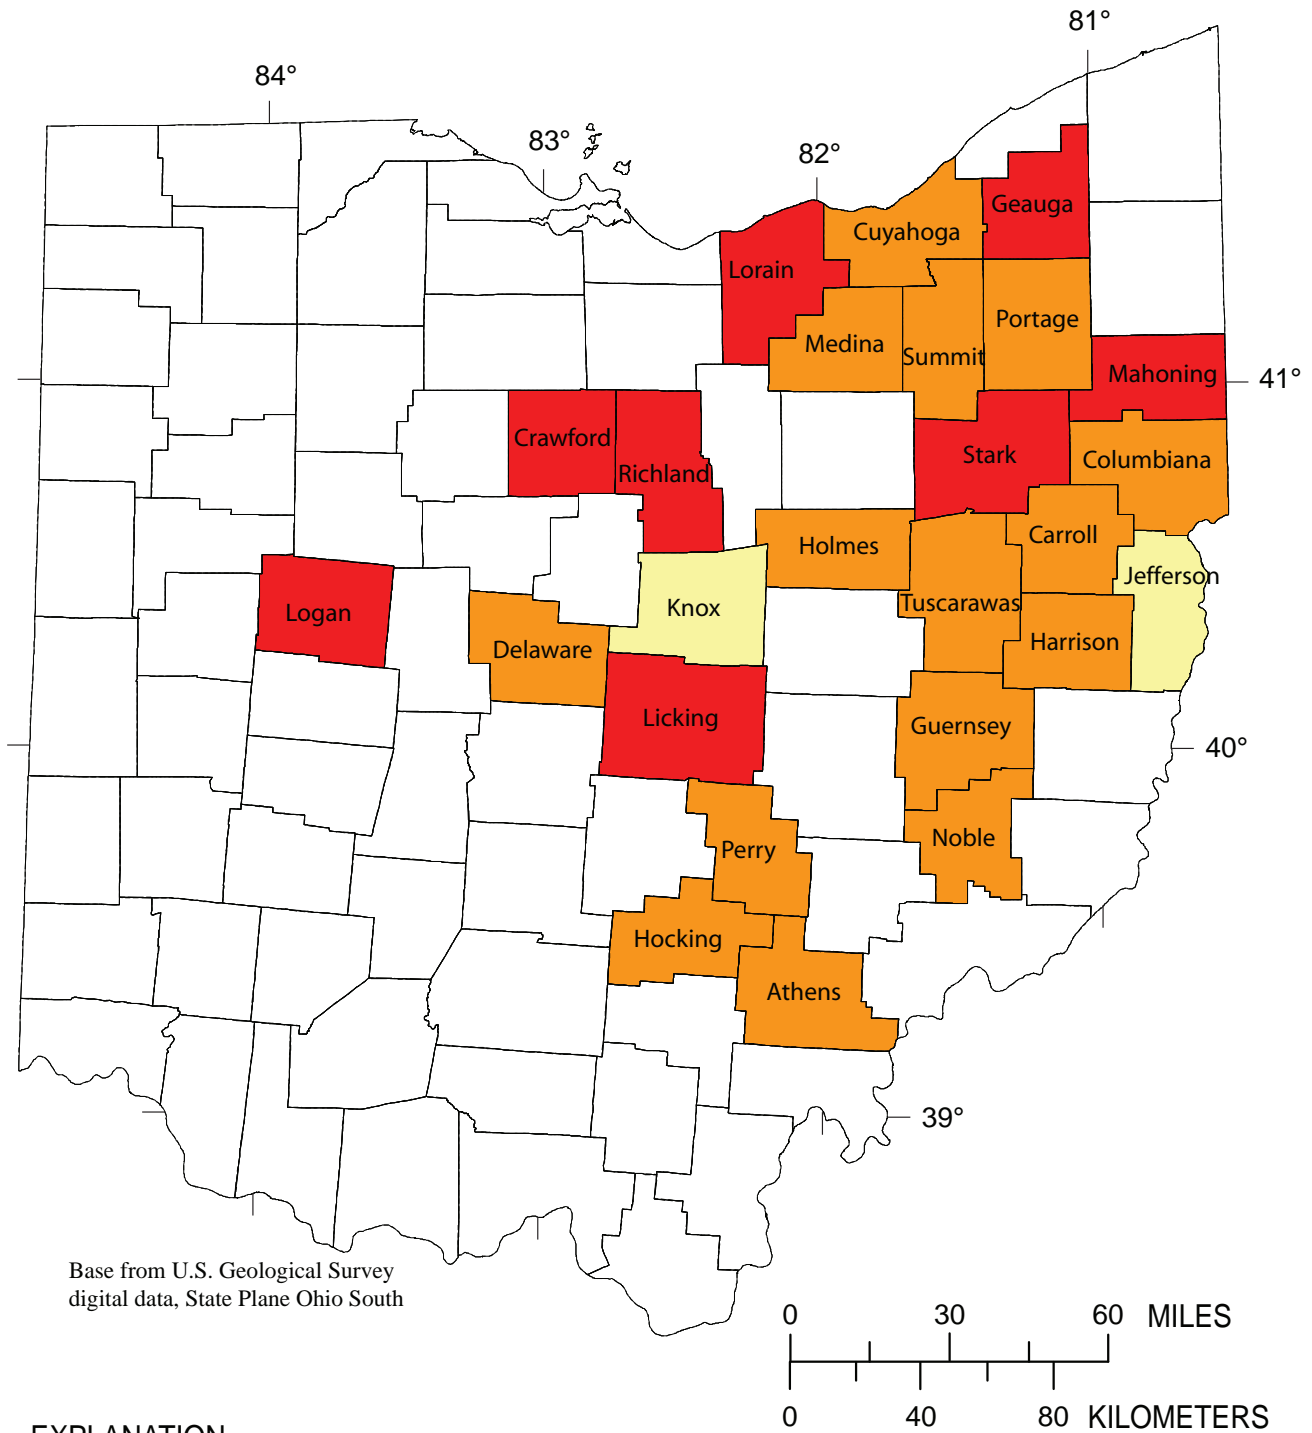 81°
84°
83°
82°
Geauga
Cuyahoga
Lorain
Portage
Medina
Summit
Mahoning
41°
Crawford
Stark
Columbiana
Richland
Carroll
Holmes
Jefferson
Tuscarawas
Knox
Logan
Harrison
Delaware
Licking
Guernsey
40°
Noble
Perry
Hocking
Athens
39°
Base from U.S. Geological Survey
digital data, State Plane Ohio South
0 30 60 MILES
0 40 80 KILOMETERS
EXPLANATION